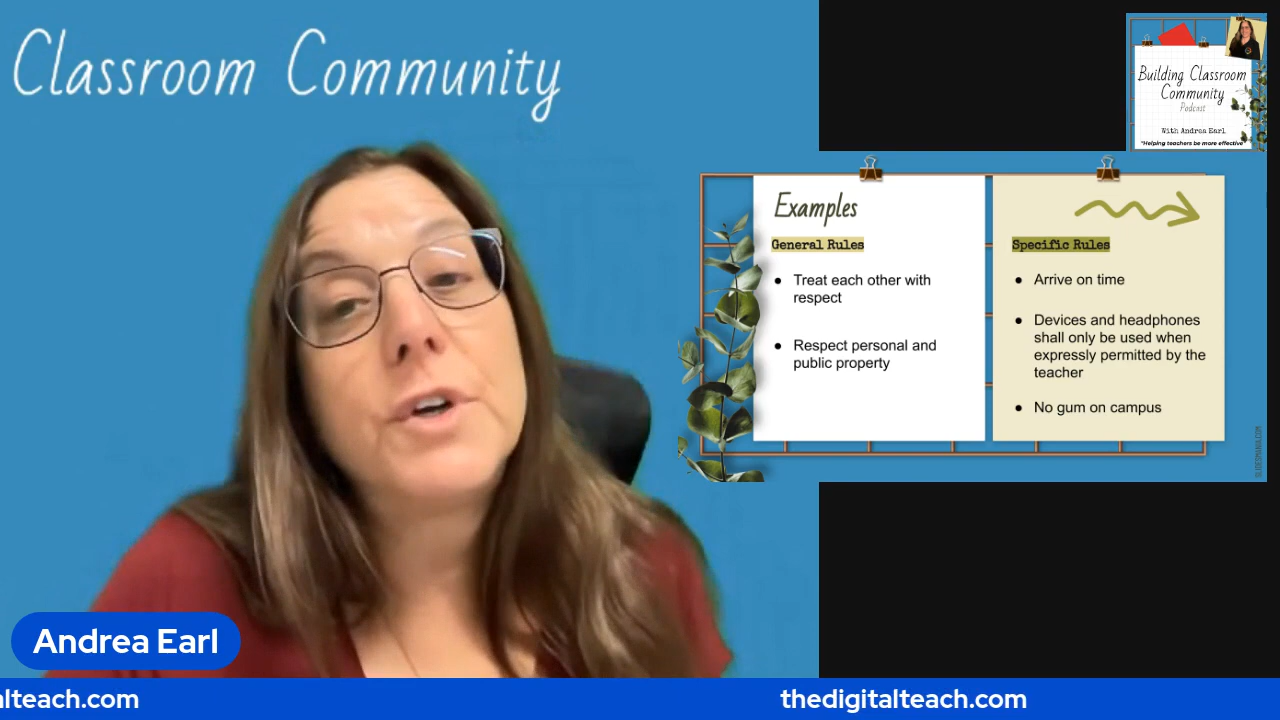 Classroom Community
Building Classroom
Community
Podcast
With Andrea Earl
"Helping teachers be more effective"
Examples
General Rules
● Treat each other with
respect
● Respect personal and
public property
Specific Rules
● Arrive on time
● Devices and headphones
shall only be used when
expressly permitted by the
teacher
● No gum on campus
SLIDESMANIA.COM
Andrea Earl
alteach.com
thedigitalteach.com